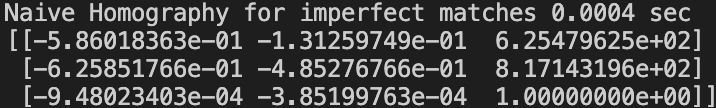 Naive Homography for imperfect matches 0.0004 sec
[[-5.86018363e-01 -1.31259749e-01 6.25479625e+02]
[-6.25851766e-01 -4.85276766e-01 8.17143196e+02]
[-9.48023403e-04 -3.85199763e-04 1.00000000e+00]]